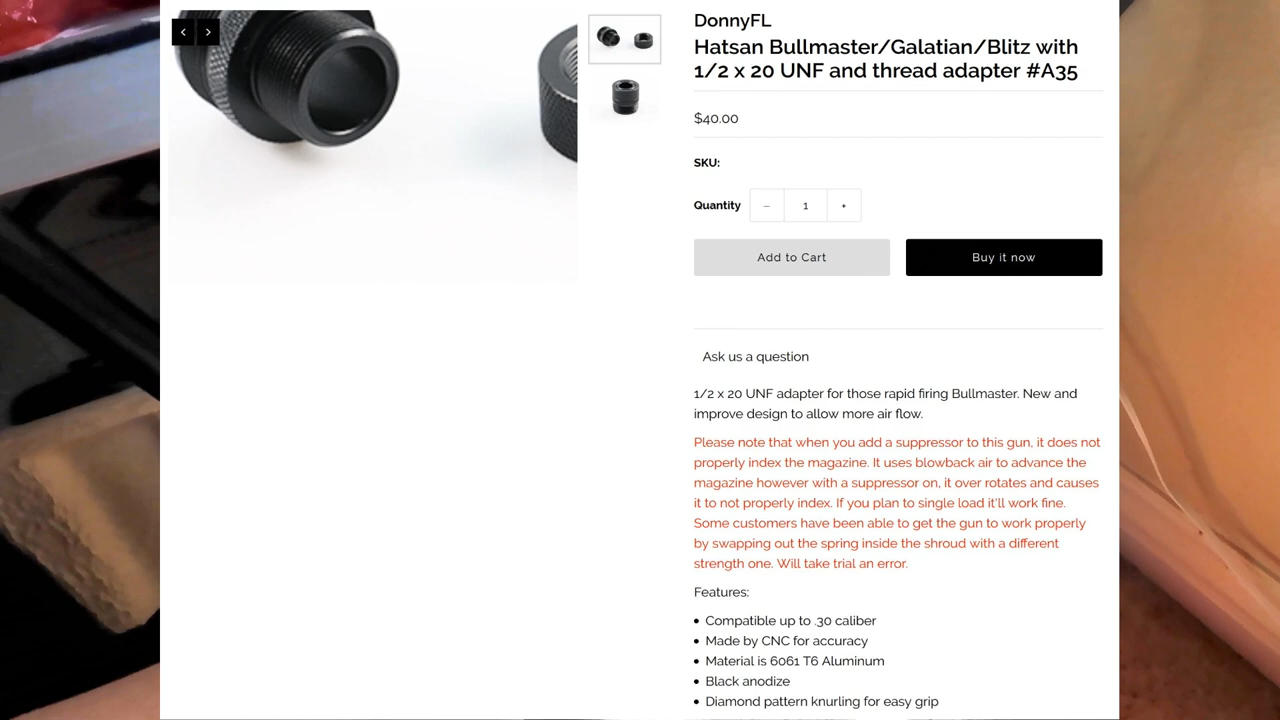 DonnyFL
Hatsan Bullmaster/Galatian/Blitz with
1/2 x 20 UNF and thread adapter #A35
$40.00
SKU:
Quantity
–
1
+
Add to Cart
Buy it now
Ask us a question
1/2 x 20 UNF adapter for those rapid firing Bullmaster. New and
improve design to allow more air flow.
Please note that when you add a suppressor to this gun, it does not
properly index the magazine. It uses blowback air to advance the
magazine however with a suppressor on, it over rotates and causes
it to not properly index. If you plan to single load it'll work fine.
Some customers have been able to get the gun to work properly
by swapping out the spring inside the shroud with a different
strength one. Will take trial an error.
Features:
• Compatible up to .30 caliber
• Made by CNC for accuracy
• Material is 6061 T6 Aluminum
• Black anodize
• Diamond pattern knurling for easy grip